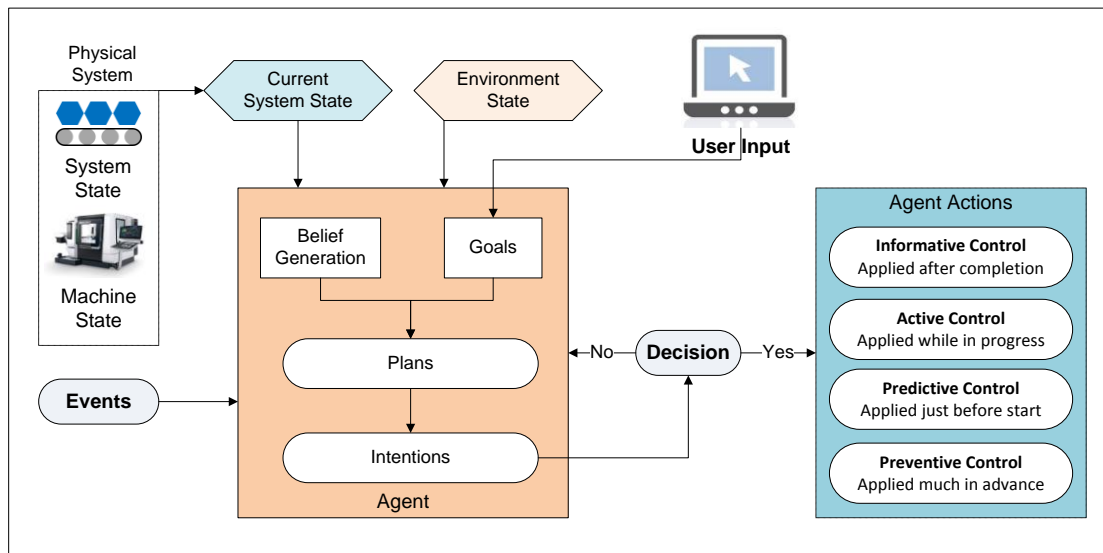 Physical
System
System
State
Machine
State
Current
System State
Environment
State
User Input
Events
Belief
Generation
Goals
Plans
Intentions
Agent
No
Decision
Yes
Agent Actions
Informative Control
Applied after completion
Active Control
Applied while in progress
Predictive Control
Applied just before start
Preventive Control
Applied much in advance